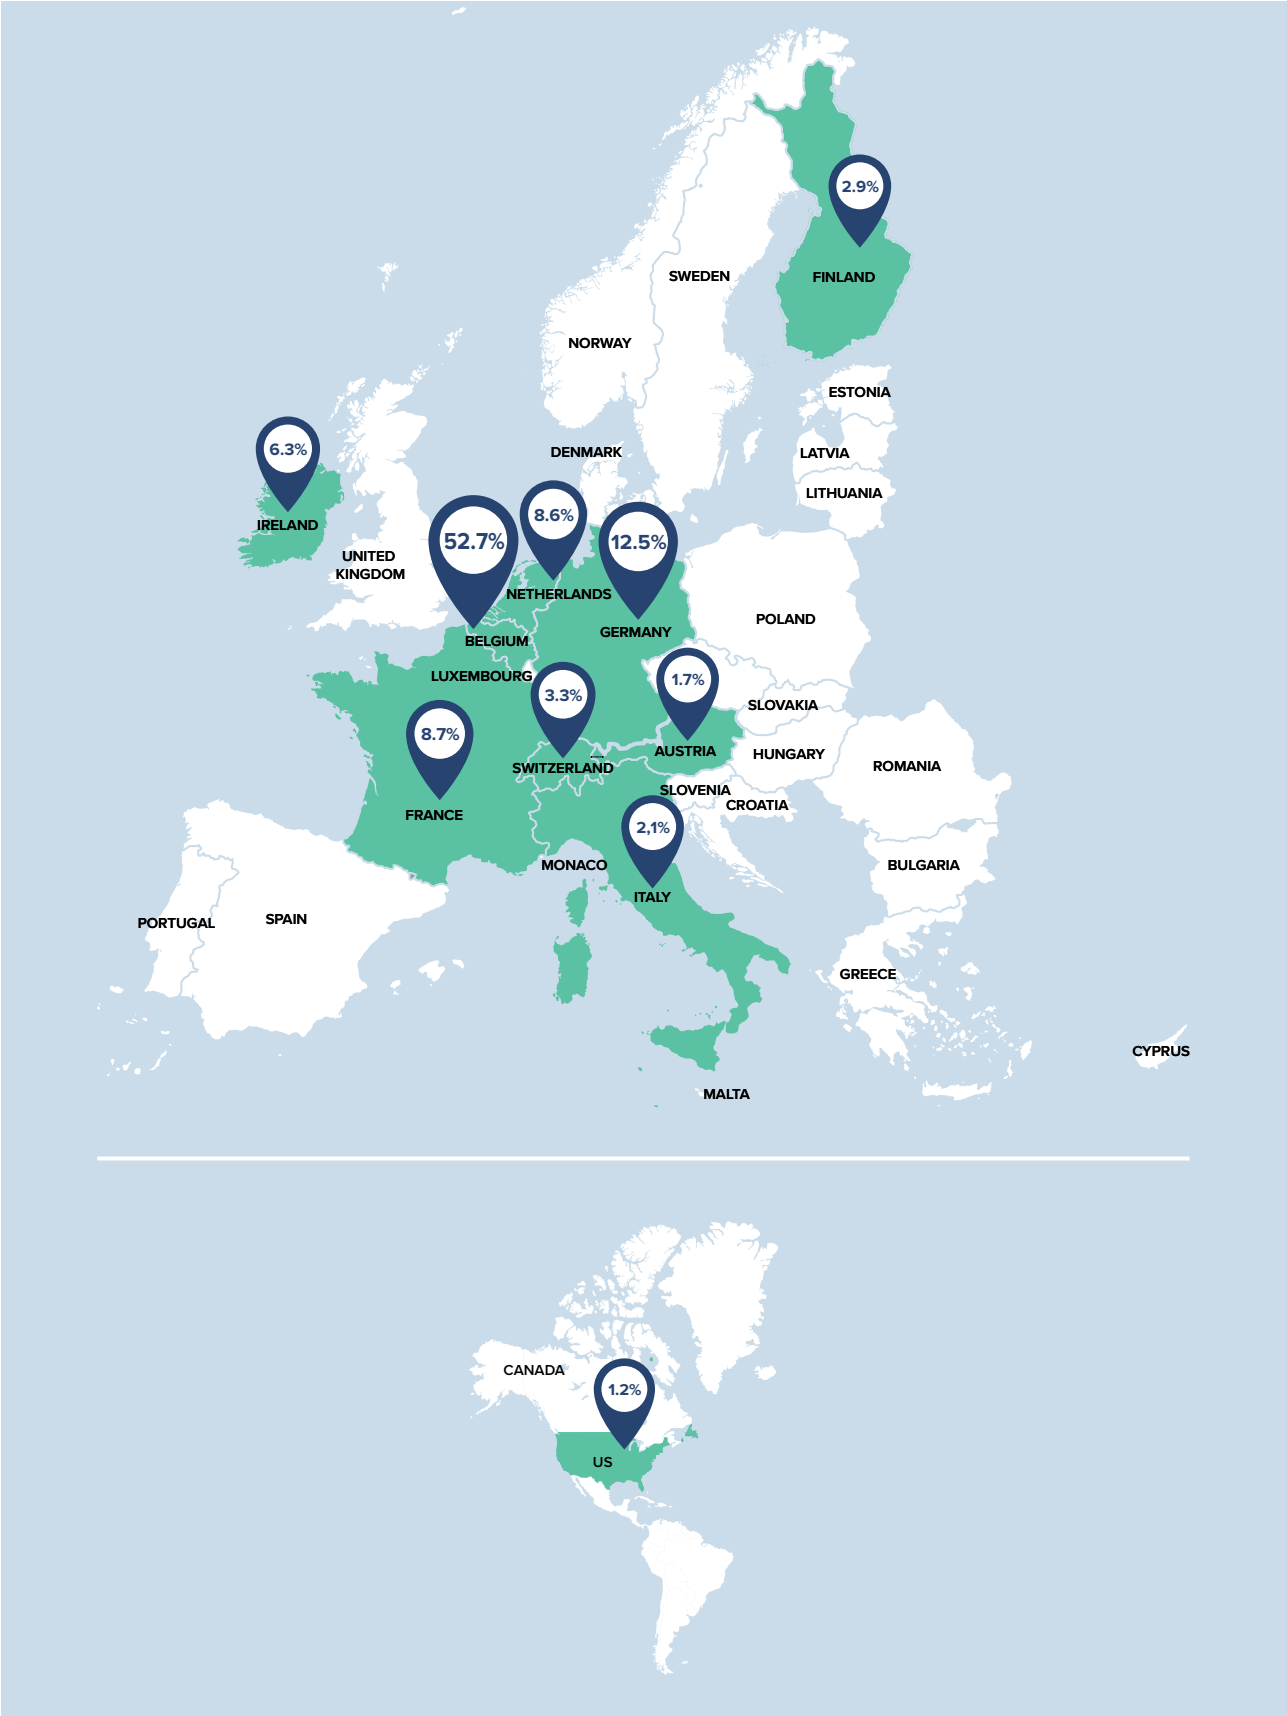 2.9%
SWEDEN
FINLAND
NORWAY
ESTONIA
6.3%
DENMARK
LATVIA
LITHUANIA
8.6%
IRELAND
52.7%
12.5%
UNITED
KINGDOM
NETHERLANDS
POLAND
GERMANY
BELGIUM
LUXEMBOURG
1.7%
3.3%
SLOVAKIA
8.7%
AUSTRIA
HUNGARY
SWITZERLAND
ROMANIA
SLOVENIA
CROATIA
FRANCE
2,1%
MONACO
BULGARIA
ITALY
PORTUGAL
SPAIN
GREECE
CYPRUS
MALTA
CANADA
1.2%
US